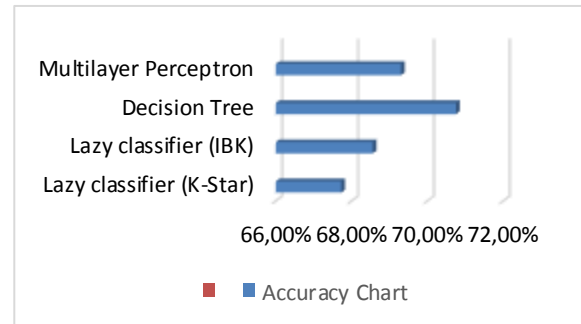 Multilayer Perceptron
Decision Tree
Lazy classifier (IBK)
Lazy classifier (K-Star)
66,00% 68,00% 70,00% 72,00%
Accuracy Chart